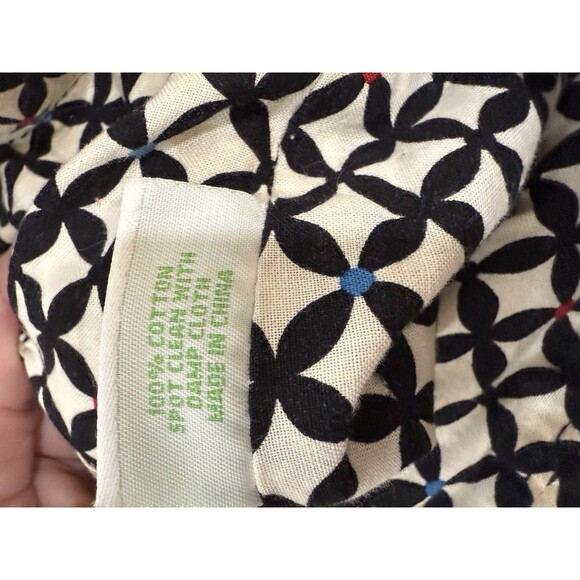 100% COTTON
SPOT CLEAN WITH
DAMP CLOTH
MADE IN CHINA